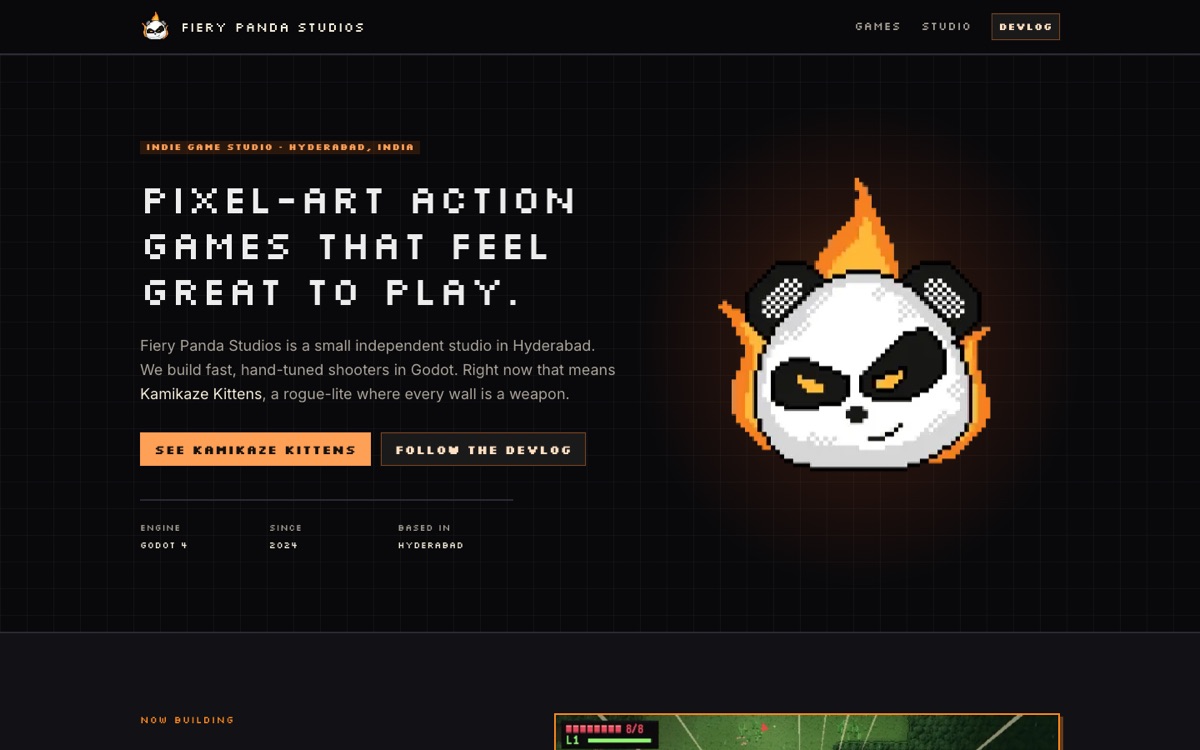 FIERY PANDA STUDIOS
GAMES
STUDIO
DEVLOG
INDIE GAME STUDIO - HYDERABAD, INDIA
PIXEL-ART ACTION
GAMES THAT FEEL
GREAT TO PLAY.
Fiery Panda Studios is a small independent studio in Hyderabad.
We build fast, hand-tuned shooters in Godot. Right now that means
Kamikaze Kittens, a rogue-lite where every wall is a weapon.
SEE KAMIKAZE KITTENS
FOLLOW THE DEVLOG
ENGINE
GODOT 4
SINCE
2024
BASED IN
HYDERABAD
NOW BUILDING
8/8
L1